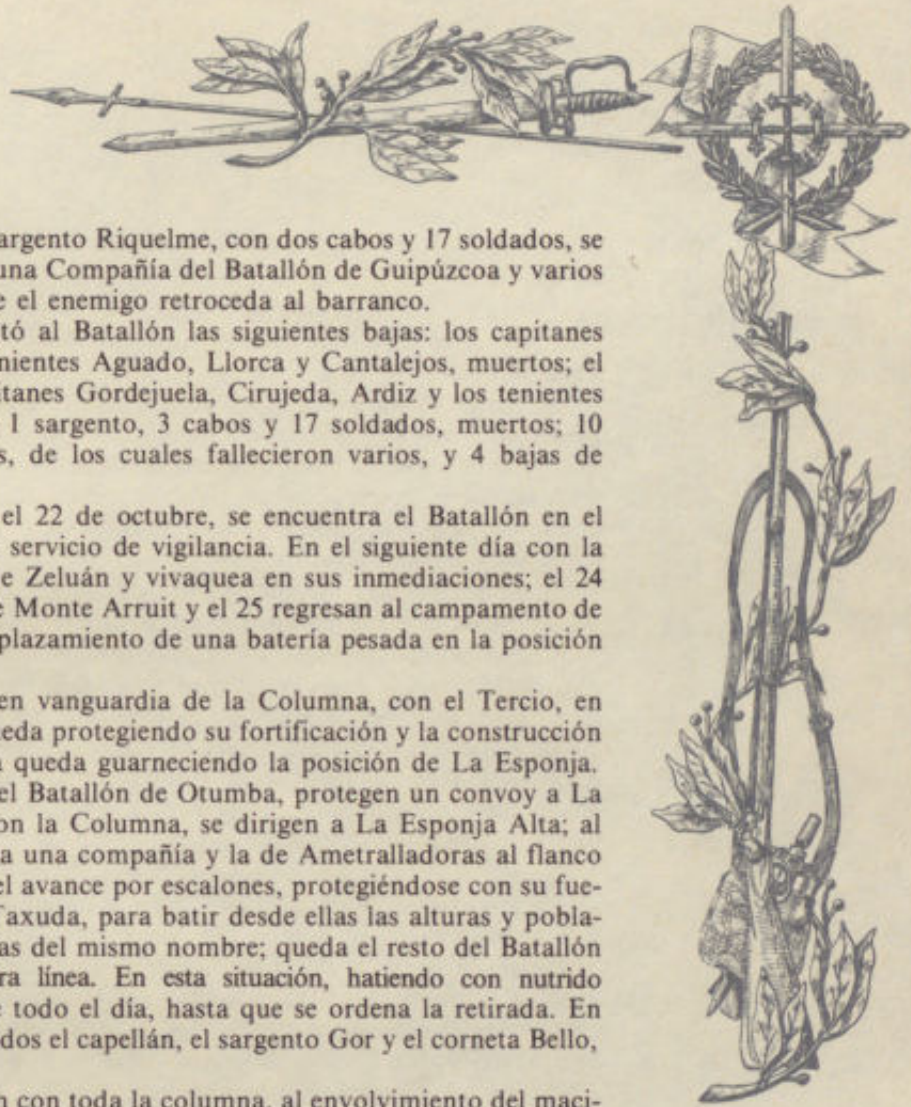 argento Riquelme, con dos cabos y 17 soldados, se
una Compañía del Batallón de Guipúzcoa y varios
e el enemigo retroceda al barranco.
tó al Batallón las siguientes bajas: los capitanes
nientes Aguado, Llorca y Cantalejos, muertos; el
itanes Gordejuela, Cirujeda, Ardiz y los tenientes
1 sargento, 3 cabos y 17 soldados, muertos; 10
s, de los cuales fallecieron varios, y 4 bajas de
el 22 de octubre, se encuentra el Batallón en el
servicio de vigilancia. En el siguiente día con la
e Zeluán y vivaquea en sus inmediaciones; el 24
e Monte Arruit y el 25 regresan al campamento de
plazamiento de una batería pesada en la posición
en vanguardia de la Columna, con el Tercio, en
ueda protegiendo su fortificación y la construcción
a queda guarneciendo la posición de La Esponja.
el Batallón de Otumba, protegen un convoy a La
on la Columna, se dirigen a La Esponja Alta; al
a una compañía y la de Ametralladoras al flanco
el avance por escalones, protegiéndose con su fue-
Taxuda, para batir desde ellas las alturas y pobla-
as del mismo nombre; queda el resto del Batallón
ra línea. En esta situación, hatiendo con nutrido
e todo el día, hasta que se ordena la retirada. En
dos el capellán, el sargento Gor y el corneta Bello,
n con toda la columna, al envolvimiento del maci-